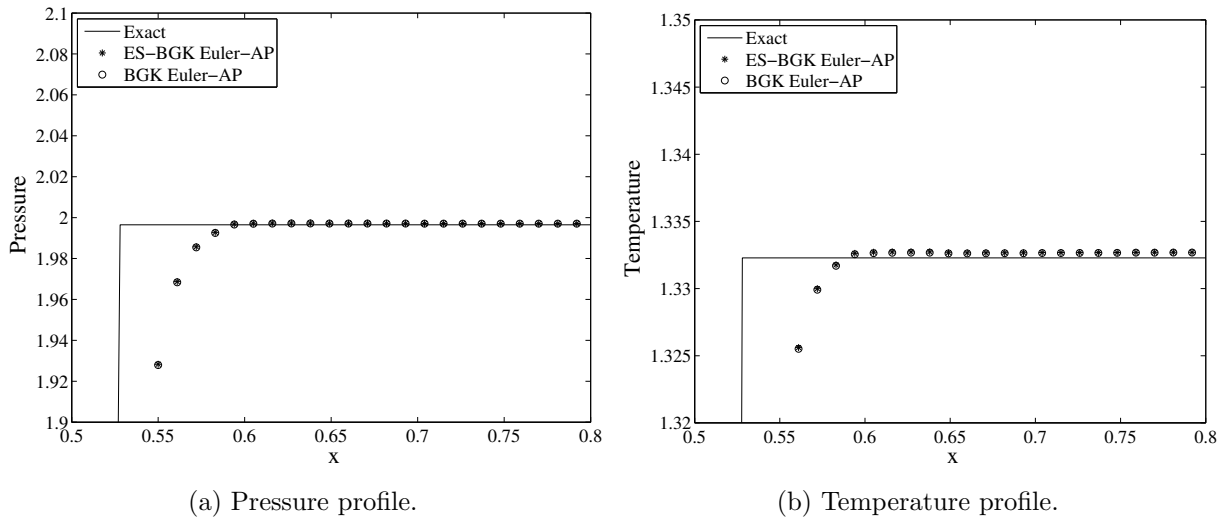 2.1
2.08
2.06
2.04
2.02
2
1.98
1.96
1.94
1.92
1.9
Pressure
Exact
ES−BGK Euler−AP
BGK Euler−AP
0.5 0.55 0.6 0.65 0.7 0.75 0.8
x
(a) Pressure profile.
1.35
1.345
1.34
1.335
1.33
1.325
1.32
Temperature
Exact
ES−BGK Euler−AP
BGK Euler−AP
0.5 0.55 0.6 0.65 0.7 0.75 0.8
x
(b) Temperature profile.